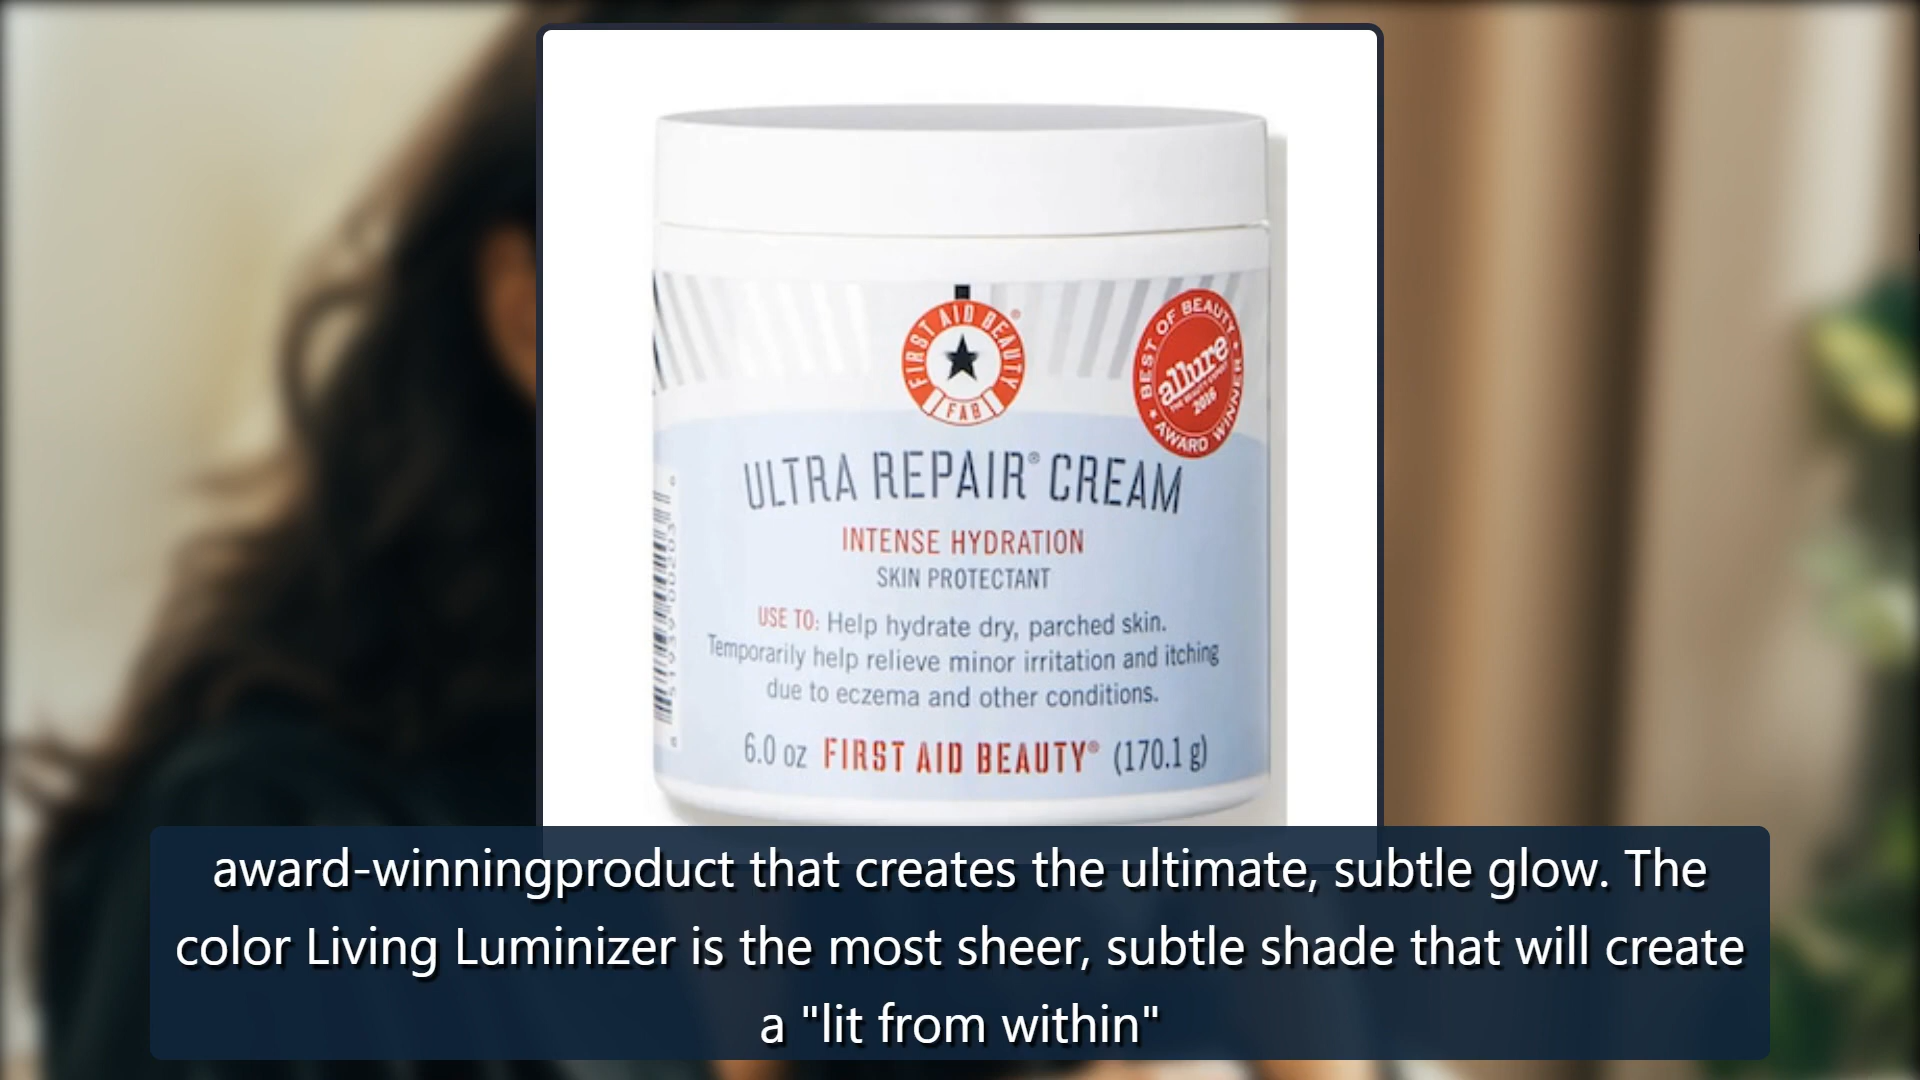 FIRST AID BEAUTY®
FAB
BEST OF BEAUTY
allure
THE BEAUTY EXPERT
2016
AWARD WINNER
ULTRA REPAIR® CREAM
INTENSE HYDRATION
SKIN PROTECTANT
USE TO: Help hydrate dry, parched skin.
Temporarily help relieve minor irritation and itching
due to eczema and other conditions.
6.0 oz FIRST AID BEAUTY® (170.1 g)
award-winningproduct that creates the ultimate, subtle glow. The
color Living Luminizer is the most sheer, subtle shade that will create
a "lit from within"